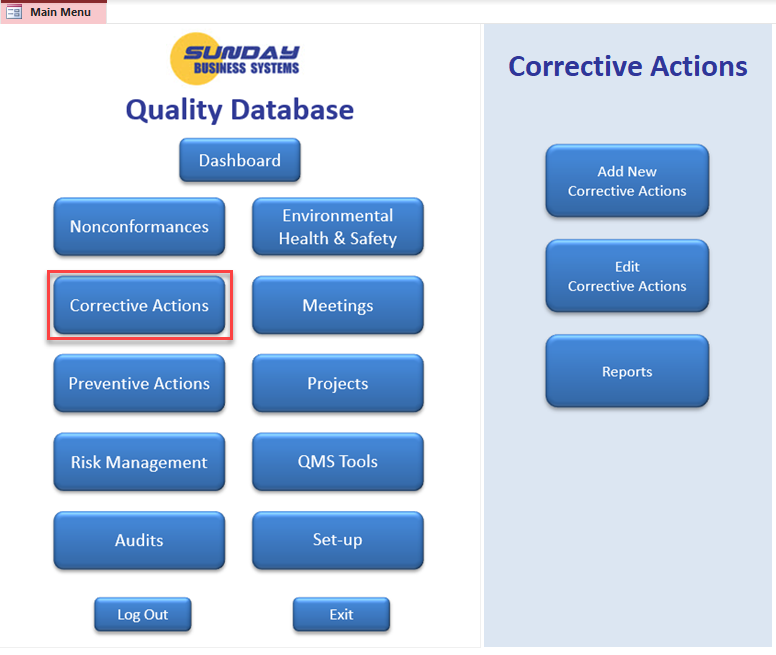 Main Menu
SUNDAY
BUSINESS SYSTEMS
Quality Database
Dashboard
Nonconformances
Environmental
Health & Safety
Corrective Actions
Meetings
Preventive Actions
Projects
Risk Management
QMS Tools
Audits
Set-up
Log Out
Exit
Corrective Actions
Add New
Corrective Actions
Edit
Corrective Actions
Reports